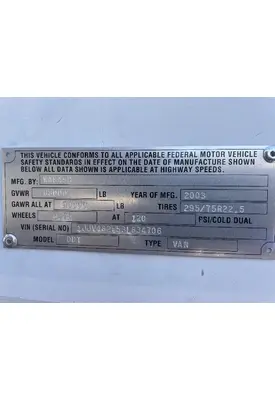 THIS VEHICLE CONFORMS TO ALL APPLICABLE FEDERAL MOTOR VEHICLE
SAFETY STANDARDS IN EFFECT ON THE DATE OF MANUFACTURE SHOWN
BELOW ALL DATA SHOWN IS APPLICABLE AT HIGHWAY SPEEDS.
MFG. BY: WABASH
GVWR LB YEAR OF MFG. 2003
GAWR ALL AT LB TIRES 295/75R22.5
WHEELS AT 120 PSI/COLD DUAL
VIN (SERIAL NO)
MODEL TYPE VAN